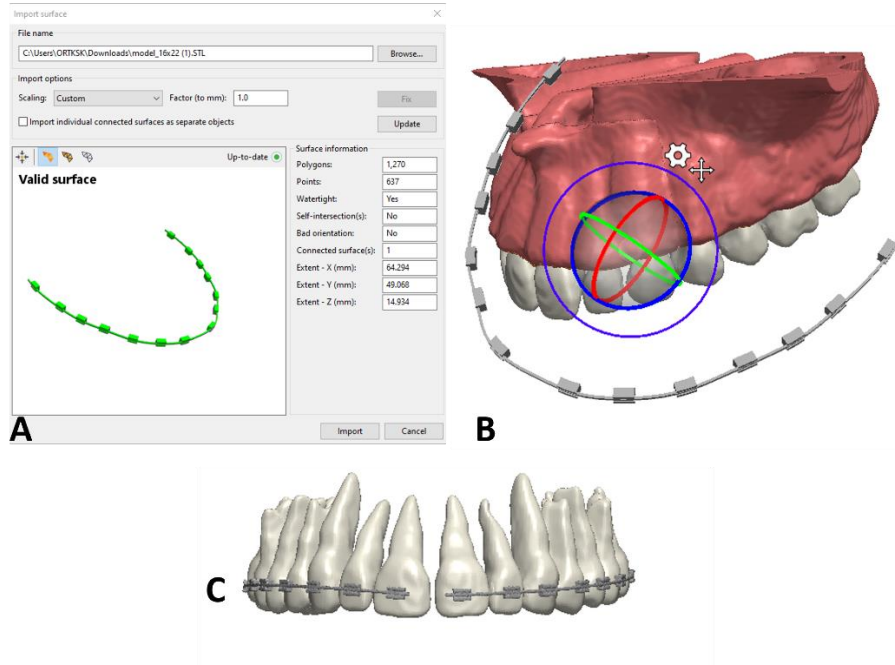 Import surface
File name
C:\Users\ORTKSK\Downloads\model_16x22 (1).STL
Browse...
Import options
Scaling: Custom Factor (to mm): 1.0 Fix
Import individual connected surfaces as separate objects Update
Up-to-date
Valid surface
Surface information
Polygons: 1,270
Points: 637
Watertight: Yes
Self-intersection(s): No
Bad orientation: No
Connected surface(s): 1
Extent - X (mm): 64.294
Extent - Y (mm): 49.068
Extent - Z (mm): 14.934
Import Cancel
A
B
C